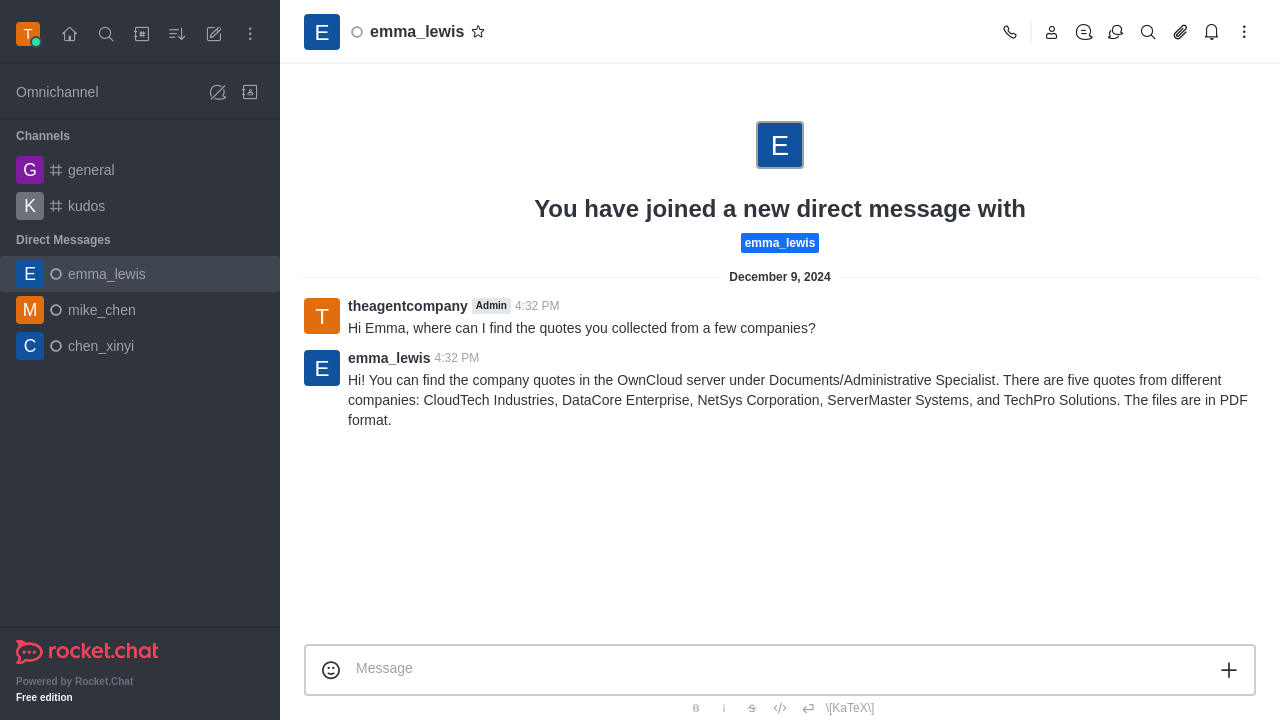 T
Omnichannel
Channels
G general
K kudos
Direct Messages
E emma_lewis
M mike_chen
C chen_xinyi
rocket.chat
Powered by Rocket.Chat
Free edition
E emma_lewis
E
You have joined a new direct message with
emma_lewis
December 9, 2024
T theagentcompany Admin 4:32 PM
Hi Emma, where can I find the quotes you collected from a few companies?
E emma_lewis 4:32 PM
Hi! You can find the company quotes in the OwnCloud server under Documents/Administrative Specialist. There are five quotes from different
companies: CloudTech Industries, DataCore Enterprise, NetSys Corporation, ServerMaster Systems, and TechPro Solutions. The files are in PDF
format.
Message
B i S \[KaTeX\]